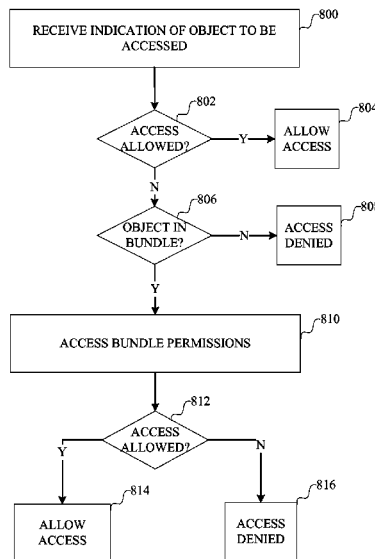 800
RECEIVE INDICATION OF OBJECT TO BE
ACCESSED
802
804
ACCESS
ALLOWED?
Y
ALLOW
ACCESS
N
806
OBJECT IN
BUNDLE?
N
ACCESS
DENIED
Y
810
ACCESS BUNDLE PERMISSIONS
812
ACCESS
ALLOWED?
Y
N
814
816
ALLOW
ACCESS
ACCESS
DENIED